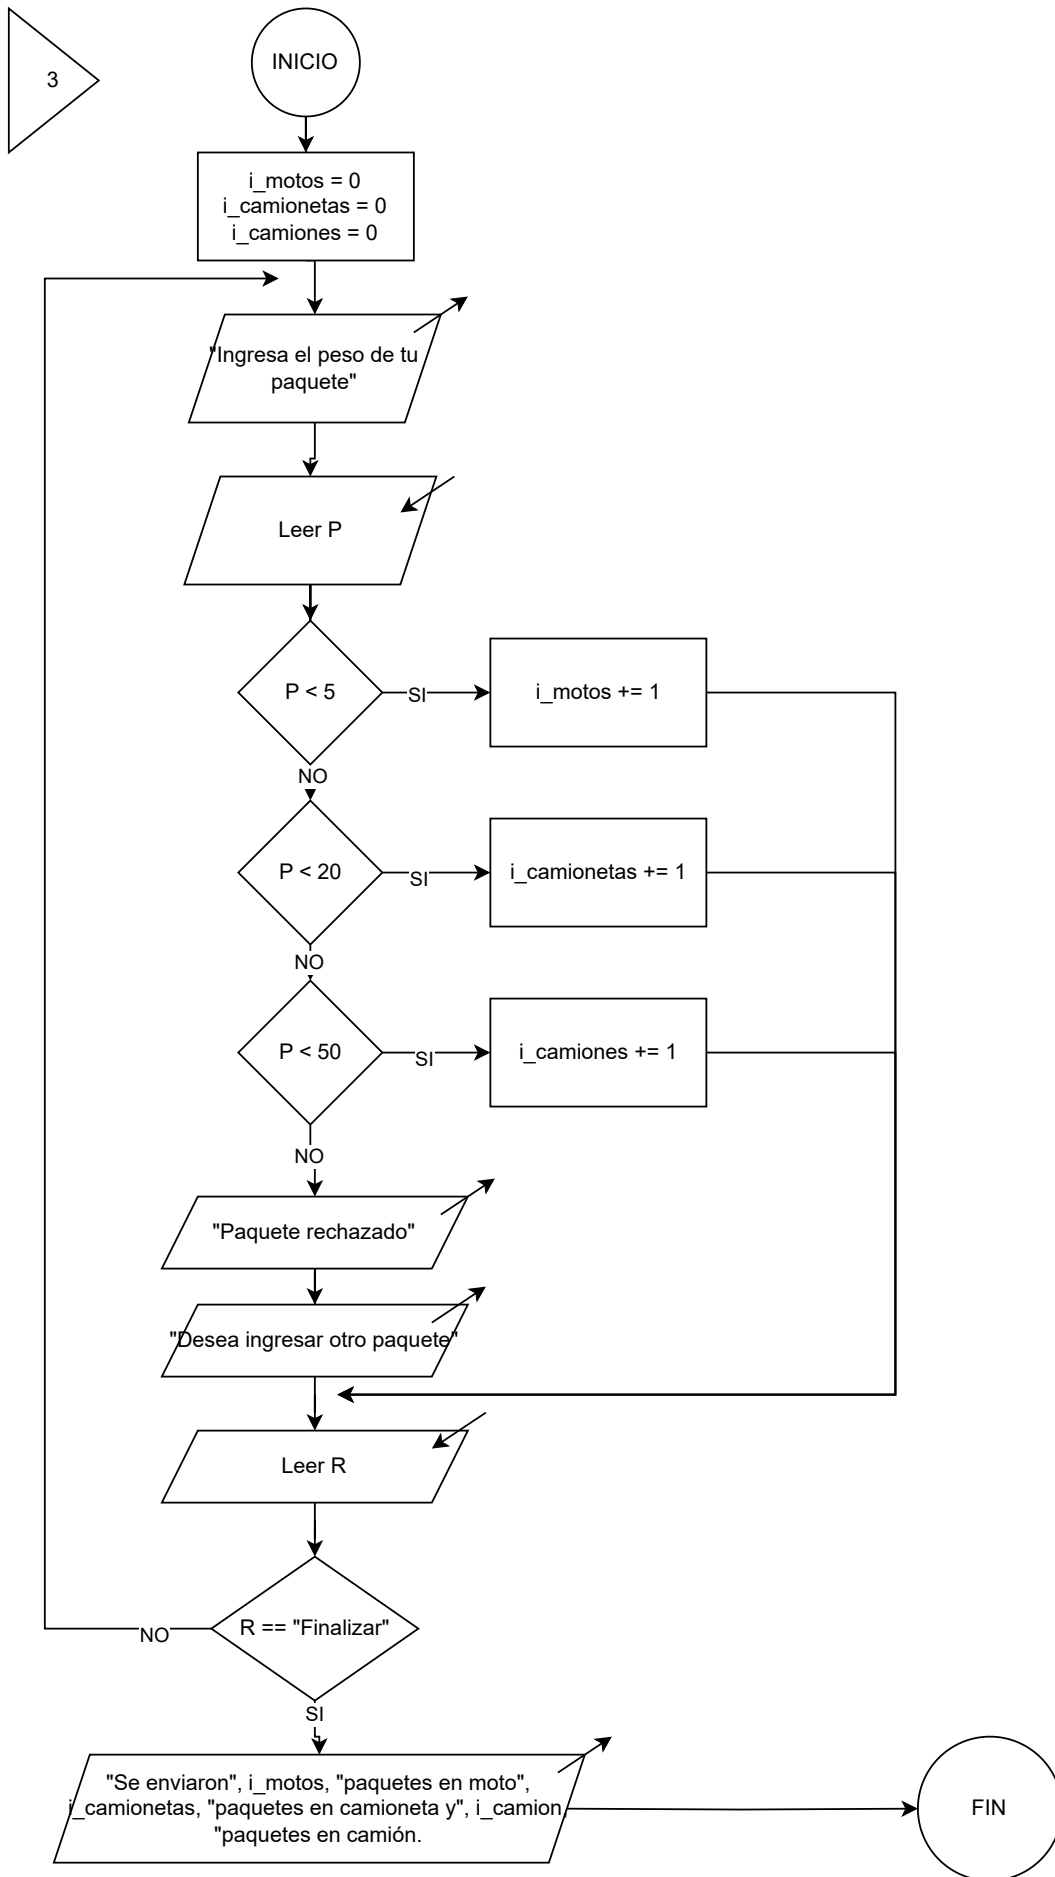 3
INICIO
i_motos = 0
i_camionetas = 0
i_camiones = 0
"Ingresa el peso de tu
paquete"
Leer P
P < 5
SI
i_motos += 1
NO
P < 20
SI
i_camionetas += 1
NO
P < 50
SI
i_camiones += 1
NO
"Paquete rechazado"
"Desea ingresar otro paquete"
Leer R
R == "Finalizar"
NO
SI
"Se enviaron", i_motos, "paquetes en moto",
i_camionetas, "paquetes en camioneta y", i_camion,
"paquetes en camión.
FIN